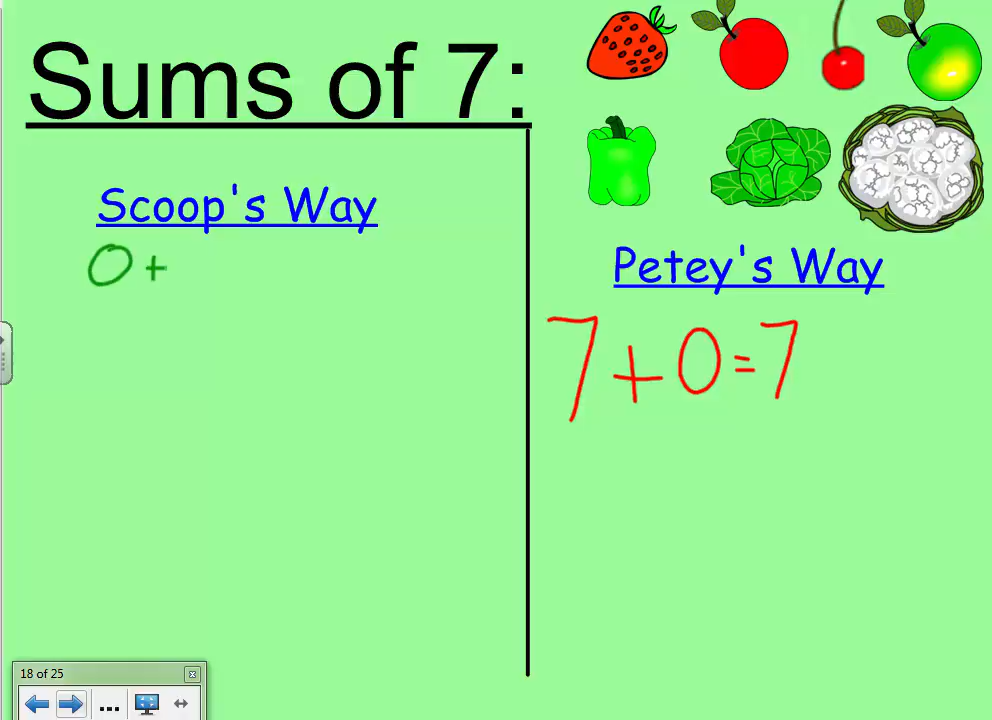 Sums of 7:
Scoop's Way
0 +
Petey's Way
7 + 0 = 7
18 of 25
...